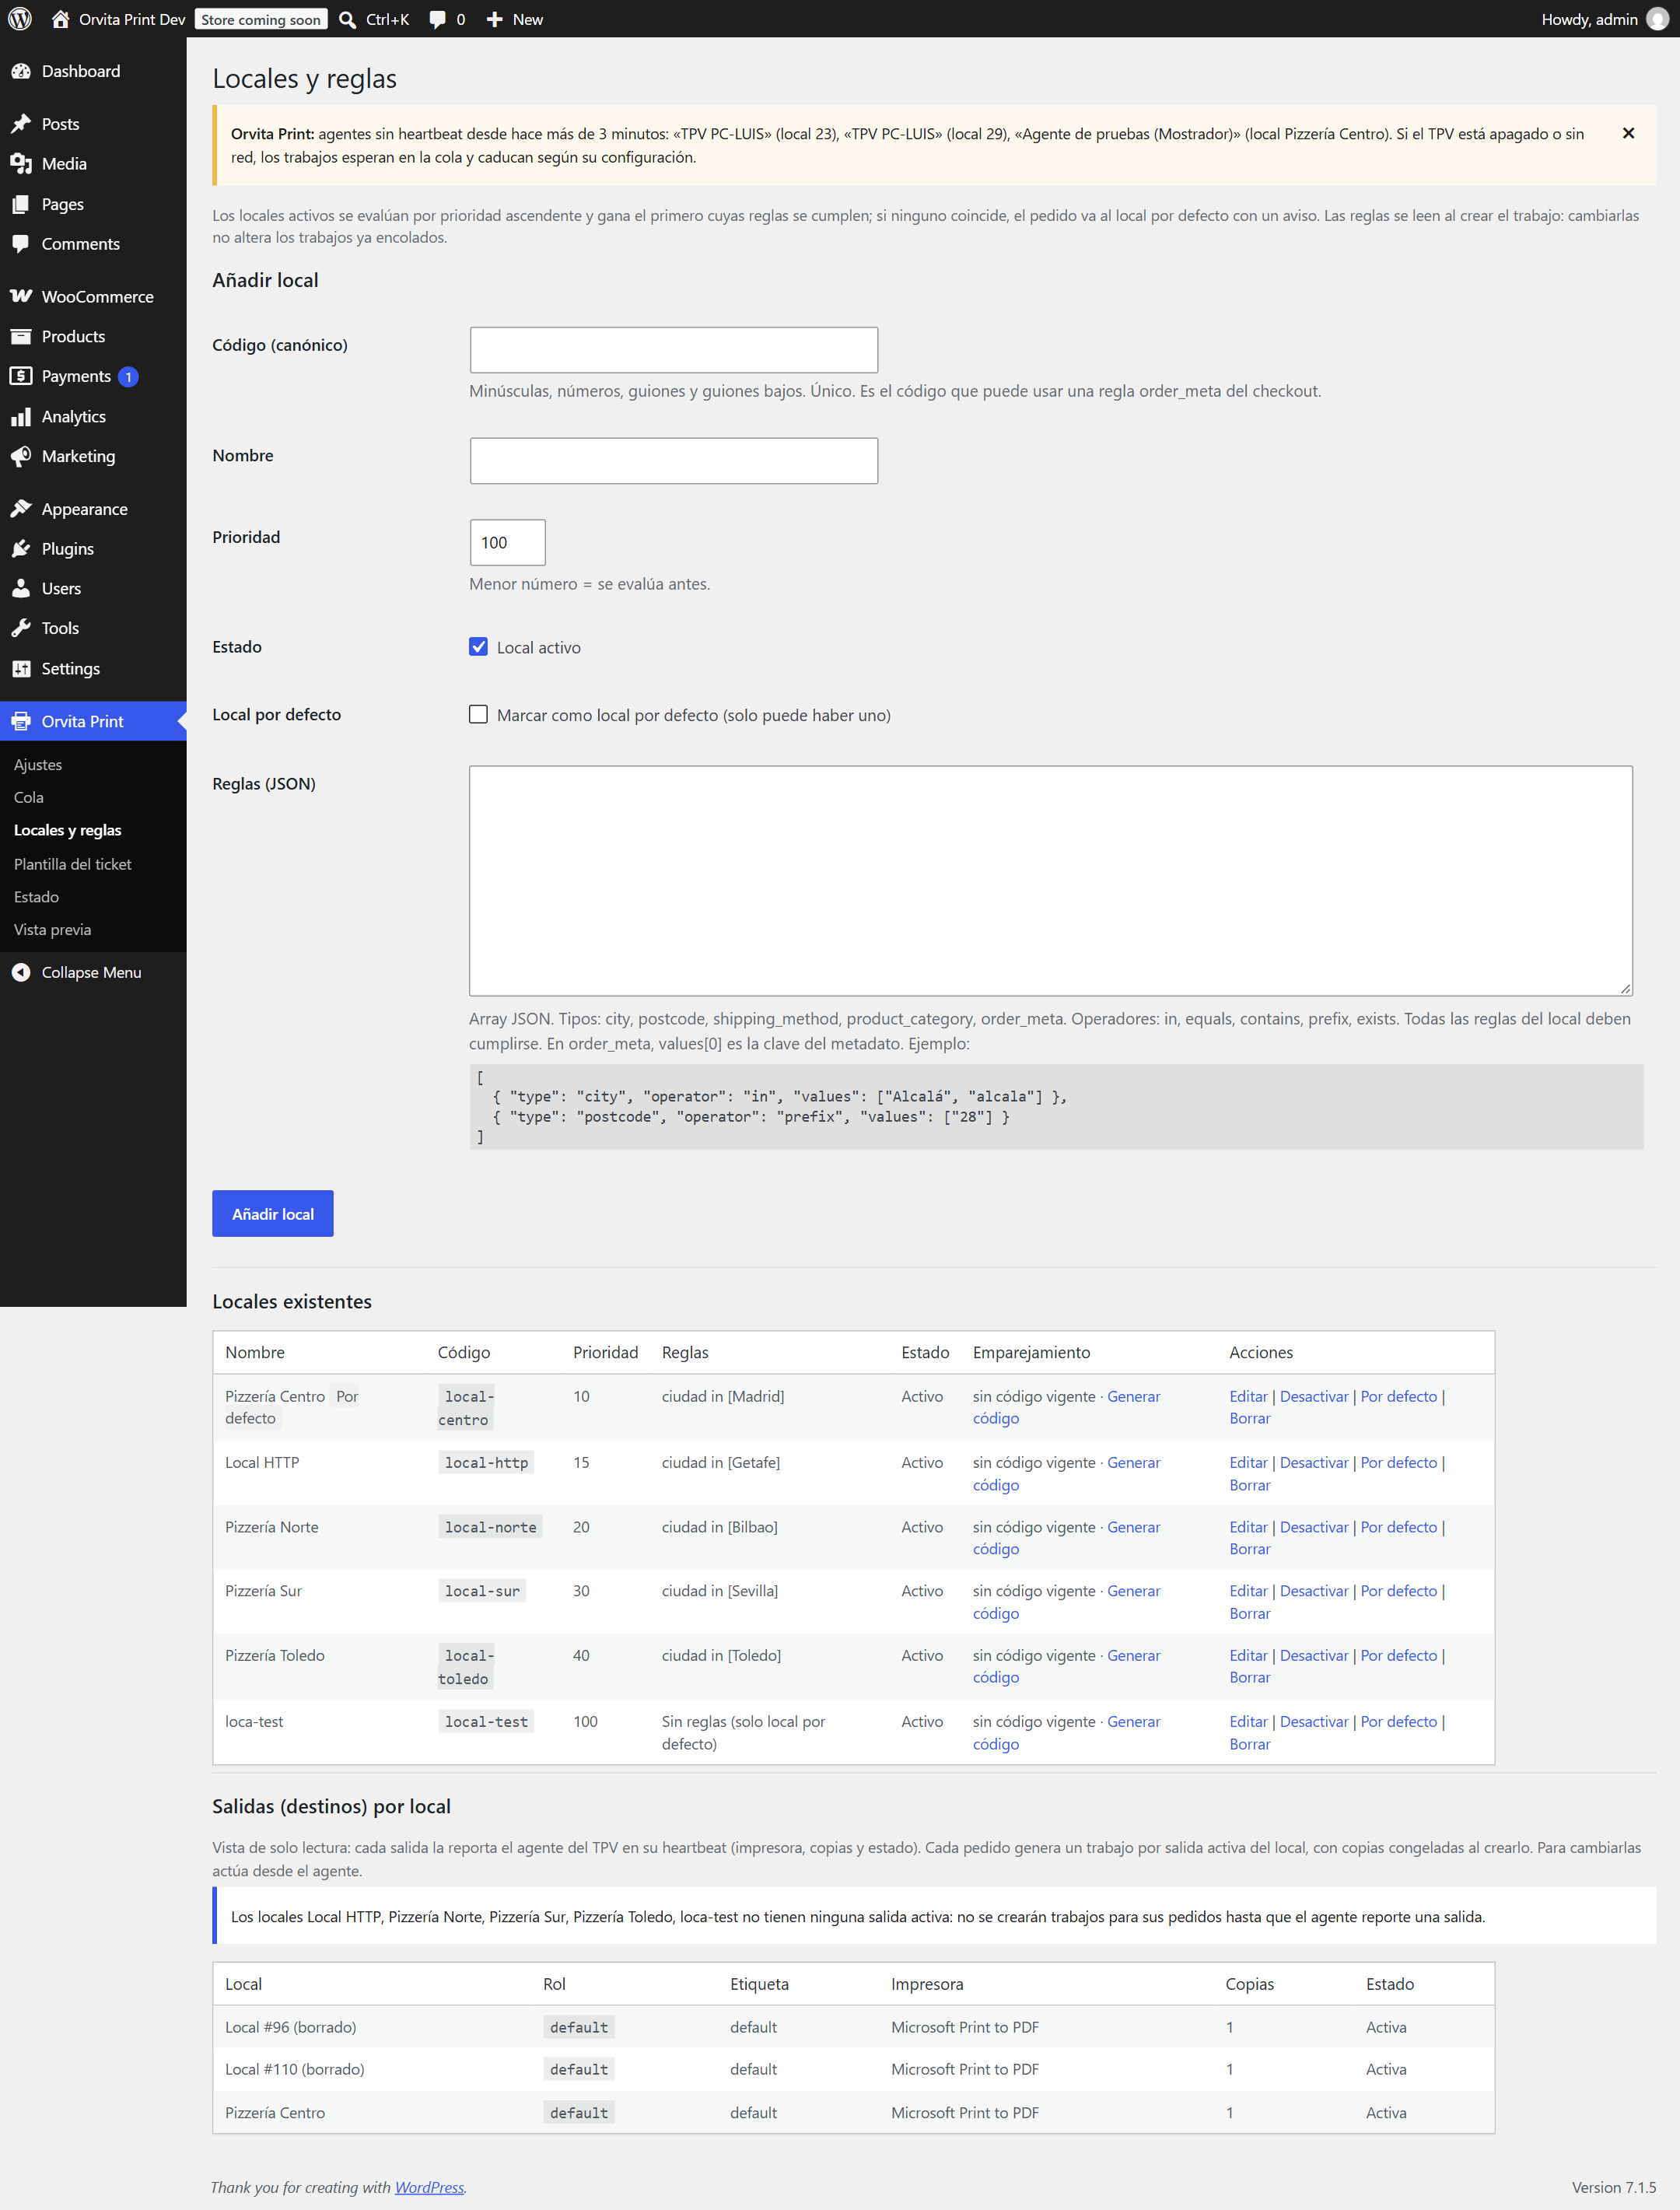 Orvita Print Dev Store coming soon Ctrl+K 0 New Howdy, admin
Dashboard
Posts
Media
Pages
Comments
WooCommerce
Products
Payments 1
Analytics
Marketing
Appearance
Plugins
Users
Tools
Settings
Orvita Print
Ajustes
Cola
Locales y reglas
Plantilla del ticket
Estado
Vista previa
Collapse Menu
Locales y reglas
Orvita Print: agentes sin heartbeat desde hace más de 3 minutos: «TPV PC-LUIS» (local 23), «TPV PC-LUIS» (local 29), «Agente de pruebas (Mostrador)» (local Pizzería Centro). Si el TPV está apagado o sin
red, los trabajos esperan en la cola y caducan según su configuración.
Los locales activos se evalúan por prioridad ascendente y gana el primero cuyas reglas se cumplen; si ninguno coincide, el pedido va al local por defecto con un aviso. Las reglas se leen al crear el trabajo: cambiarlas
no altera los trabajos ya encolados.
Añadir local
Código (canónico)
Minúsculas, números, guiones y guiones bajos. Único. Es el código que puede usar una regla order_meta del checkout.
Nombre
Prioridad
100
Menor número = se evalúa antes.
Estado
Local activo
Local por defecto
Marcar como local por defecto (solo puede haber uno)
Reglas (JSON)
Array JSON. Tipos: city, postcode, shipping_method, product_category, order_meta. Operadores: in, equals, contains, prefix, exists. Todas las reglas del local deben
cumplirse. En order_meta, values[0] es la clave del metadato. Ejemplo:
[
{ "type": "city", "operator": "in", "values": ["Alcalá", "alcala"] },
{ "type": "postcode", "operator": "prefix", "values": ["28"] }
]
Añadir local
Locales existentes
Nombre Código Prioridad Reglas Estado Emparejamiento Acciones
Pizzería Centro Por local- 10 ciudad in [Madrid] Activo sin código vigente · Generar Editar | Desactivar | Por defecto |
defecto centro código Borrar
Local HTTP local-http 15 ciudad in [Getafe] Activo sin código vigente · Generar Editar | Desactivar | Por defecto |
código Borrar
Pizzería Norte local-norte 20 ciudad in [Bilbao] Activo sin código vigente · Generar Editar | Desactivar | Por defecto |
código Borrar
Pizzería Sur local-sur 30 ciudad in [Sevilla] Activo sin código vigente · Generar Editar | Desactivar | Por defecto |
código Borrar
Pizzería Toledo local- 40 ciudad in [Toledo] Activo sin código vigente · Generar Editar | Desactivar | Por defecto |
toledo código Borrar
loca-test local-test 100 Sin reglas (solo local por Activo sin código vigente · Generar Editar | Desactivar | Por defecto |
defecto) código Borrar
Salidas (destinos) por local
Vista de solo lectura: cada salida la reporta el agente del TPV en su heartbeat (impresora, copias y estado). Cada pedido genera un trabajo por salida activa del local, con copias congeladas al crearlo. Para cambiarlas
actúa desde el agente.
Los locales Local HTTP, Pizzería Norte, Pizzería Sur, Pizzería Toledo, loca-test no tienen ninguna salida activa: no se crearán trabajos para sus pedidos hasta que el agente reporte una salida.
Local Rol Etiqueta Impresora Copias Estado
Local #96 (borrado) default default Microsoft Print to PDF 1 Activa
Local #110 (borrado) default default Microsoft Print to PDF 1 Activa
Pizzería Centro default default Microsoft Print to PDF 1 Activa
Thank you for creating with WordPress. Version 7.1.5